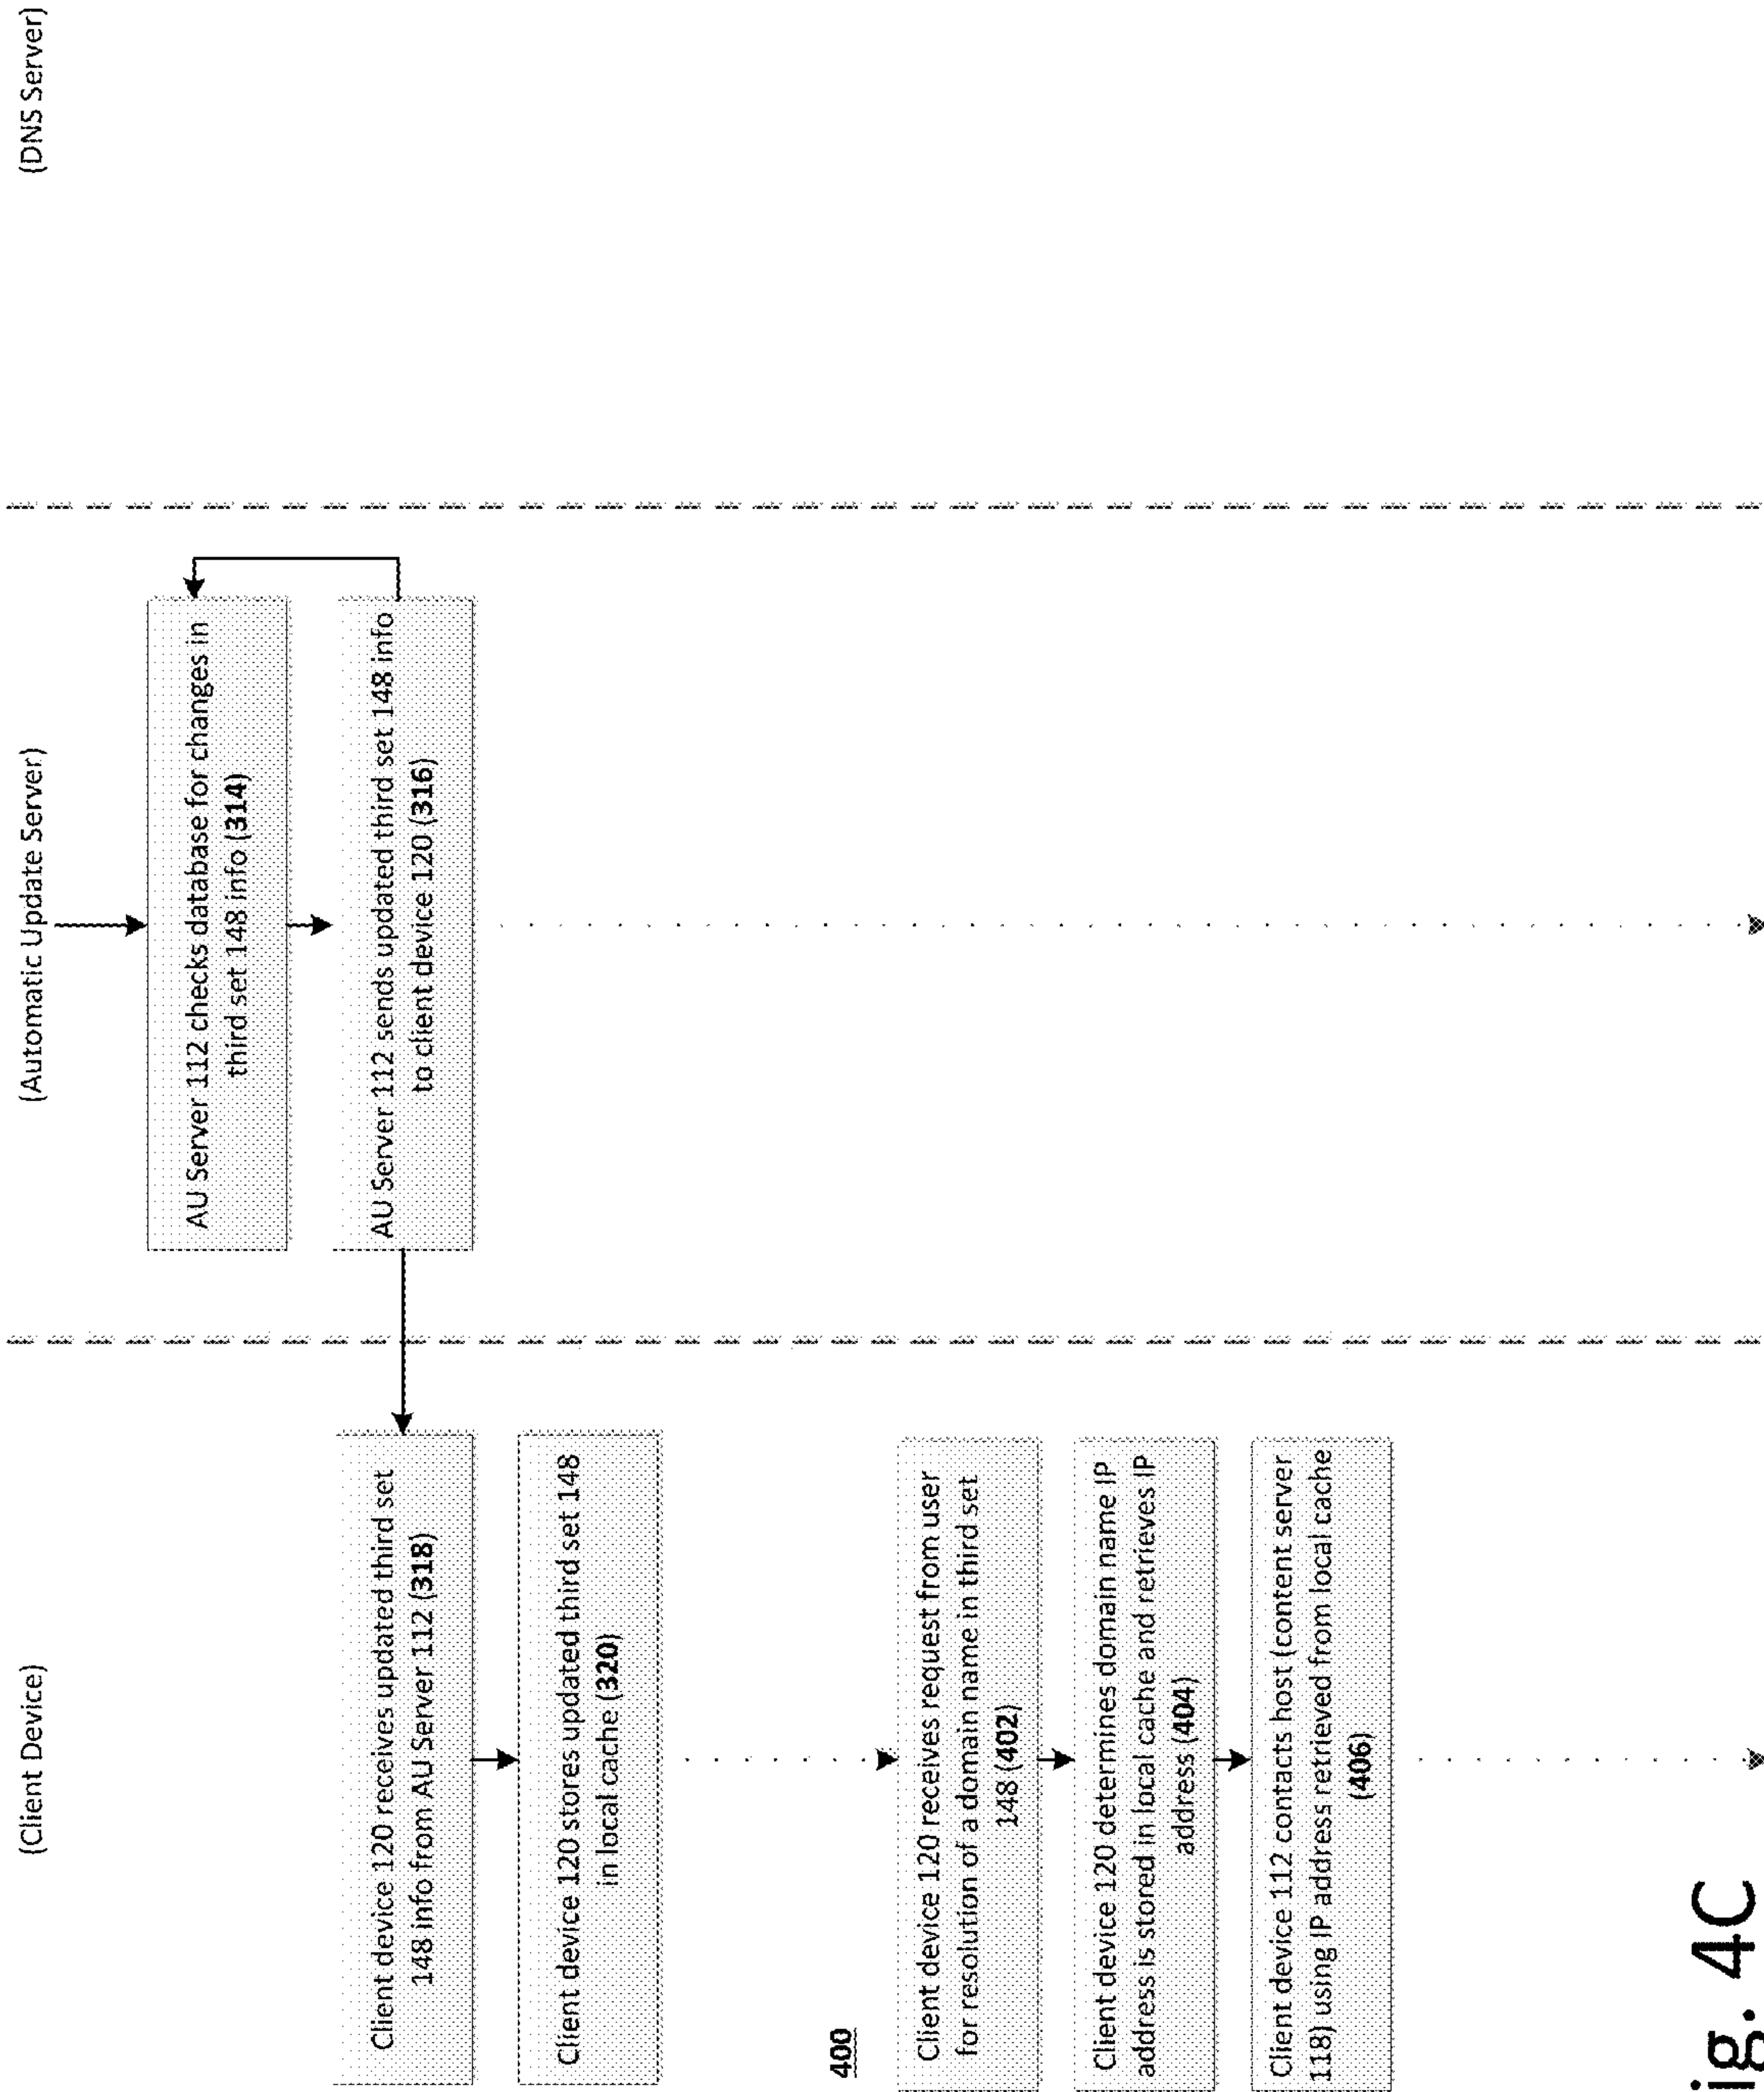 (Client Device)
(Automatic Update Server)
(DNS Server)
AU Server 112 checks database for changes in
third set 148 info (314)
AU Server 112 sends updated third set 148 info
to client device 120 (316)
Client device 120 receives updated third set
148 info from AU Server 112 (318)
Client device 120 stores updated third set 148
in local cache (320)
400
Client device 120 receives request from user
for resolution of a domain name in third set
148 (402)
Client device 120 determines domain name IP
address is stored in local cache and retrieves IP
address (404)
Client device 112 contacts host (content server
118) using IP address retrieved from local cache
(406)
ig. 4C